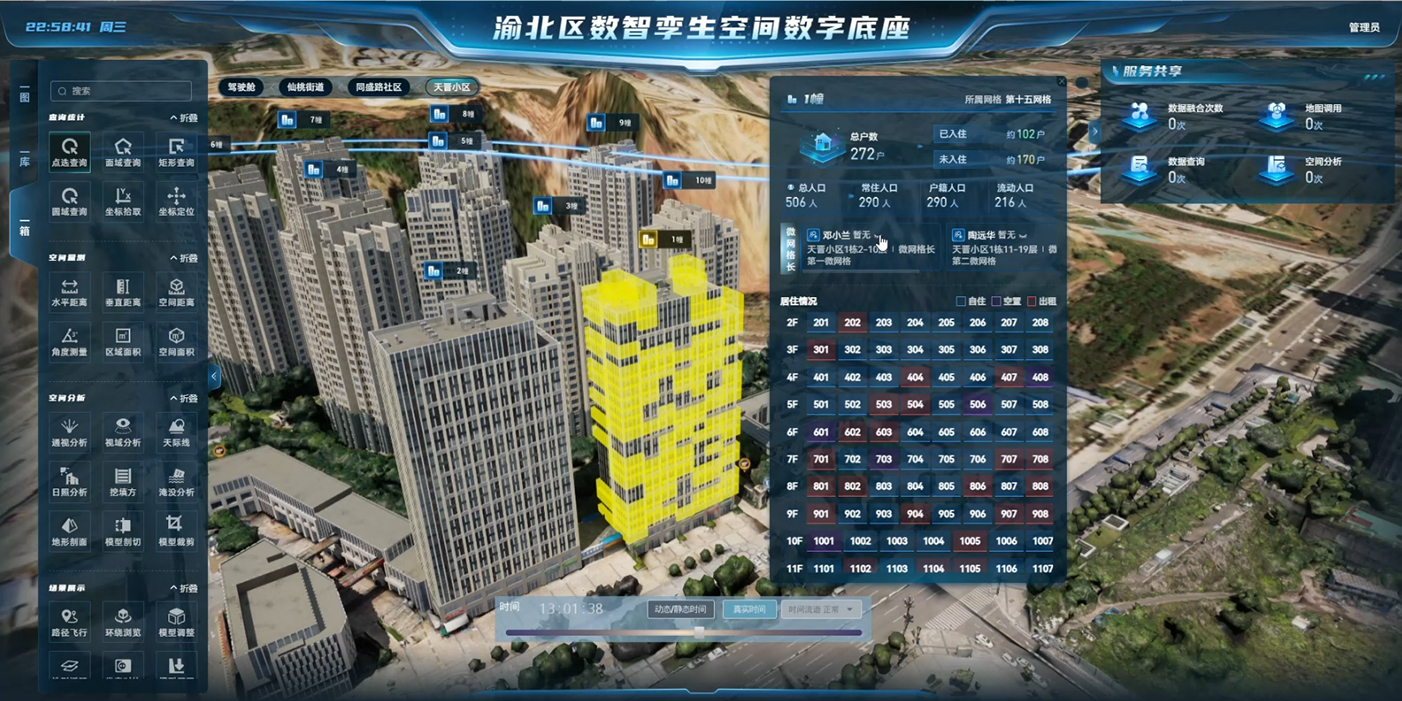 22:58:41 周三
渝北区数智孪生空间数字底座
管理员
一图
一库
一箱
搜索
查询统计 折叠
点选查询 面域查询 矩形查询
圆域查询 坐标拾取 坐标定位
空间量测 折叠
水平距离 垂直距离 空间距离
角度测量 区域面积 空间面积
空间分析 折叠
通视分析 视域分析 天际线
日照分析 挖填方 淹没分析
地形剖面 模型剖切 模型裁剪
场景展示 折叠
路径飞行 环绕浏览 模型调整
驾驶舱 仙桃街道 同盛路社区 天晋小区
6幢
7幢
8幢
5幢
9幢
4幢
10幢
3幢
1幢
2幢
1幢 所属网格 第十五网格
总户数
272户
已入住 约102户
未入住 约170户
总人口 常住人口 户籍人口 流动人口
506人 290人 290人 216人
微网格长
邓小兰 暂无
天晋小区1栋2-10 | 微网格长
第一微网格
陶远华 暂无
天晋小区1栋11-19层 | 微
第二微网格
居住情况 自住 空置 出租
2F 201 202 203 204 205 206 207 208
3F 301 302 303 304 305 306 307 308
4F 401 402 403 404 405 406 407 408
5F 501 502 503 504 505 506 507 508
6F 601 602 603 604 605 606 607 608
7F 701 702 703 704 705 706 707 708
8F 801 802 803 804 805 806 807 808
9F 901 902 903 904 905 906 907 908
10F 1001 1002 1003 1004 1005 1006 1007
11F 1101 1102 1103 1104 1105 1106 1107
服务共享
数据融合次数
0次
地图调用
0次
数据查询
0次
空间分析
0次
时间 13:01:38 动态/静态时间 真实时间 时间流逝 正常